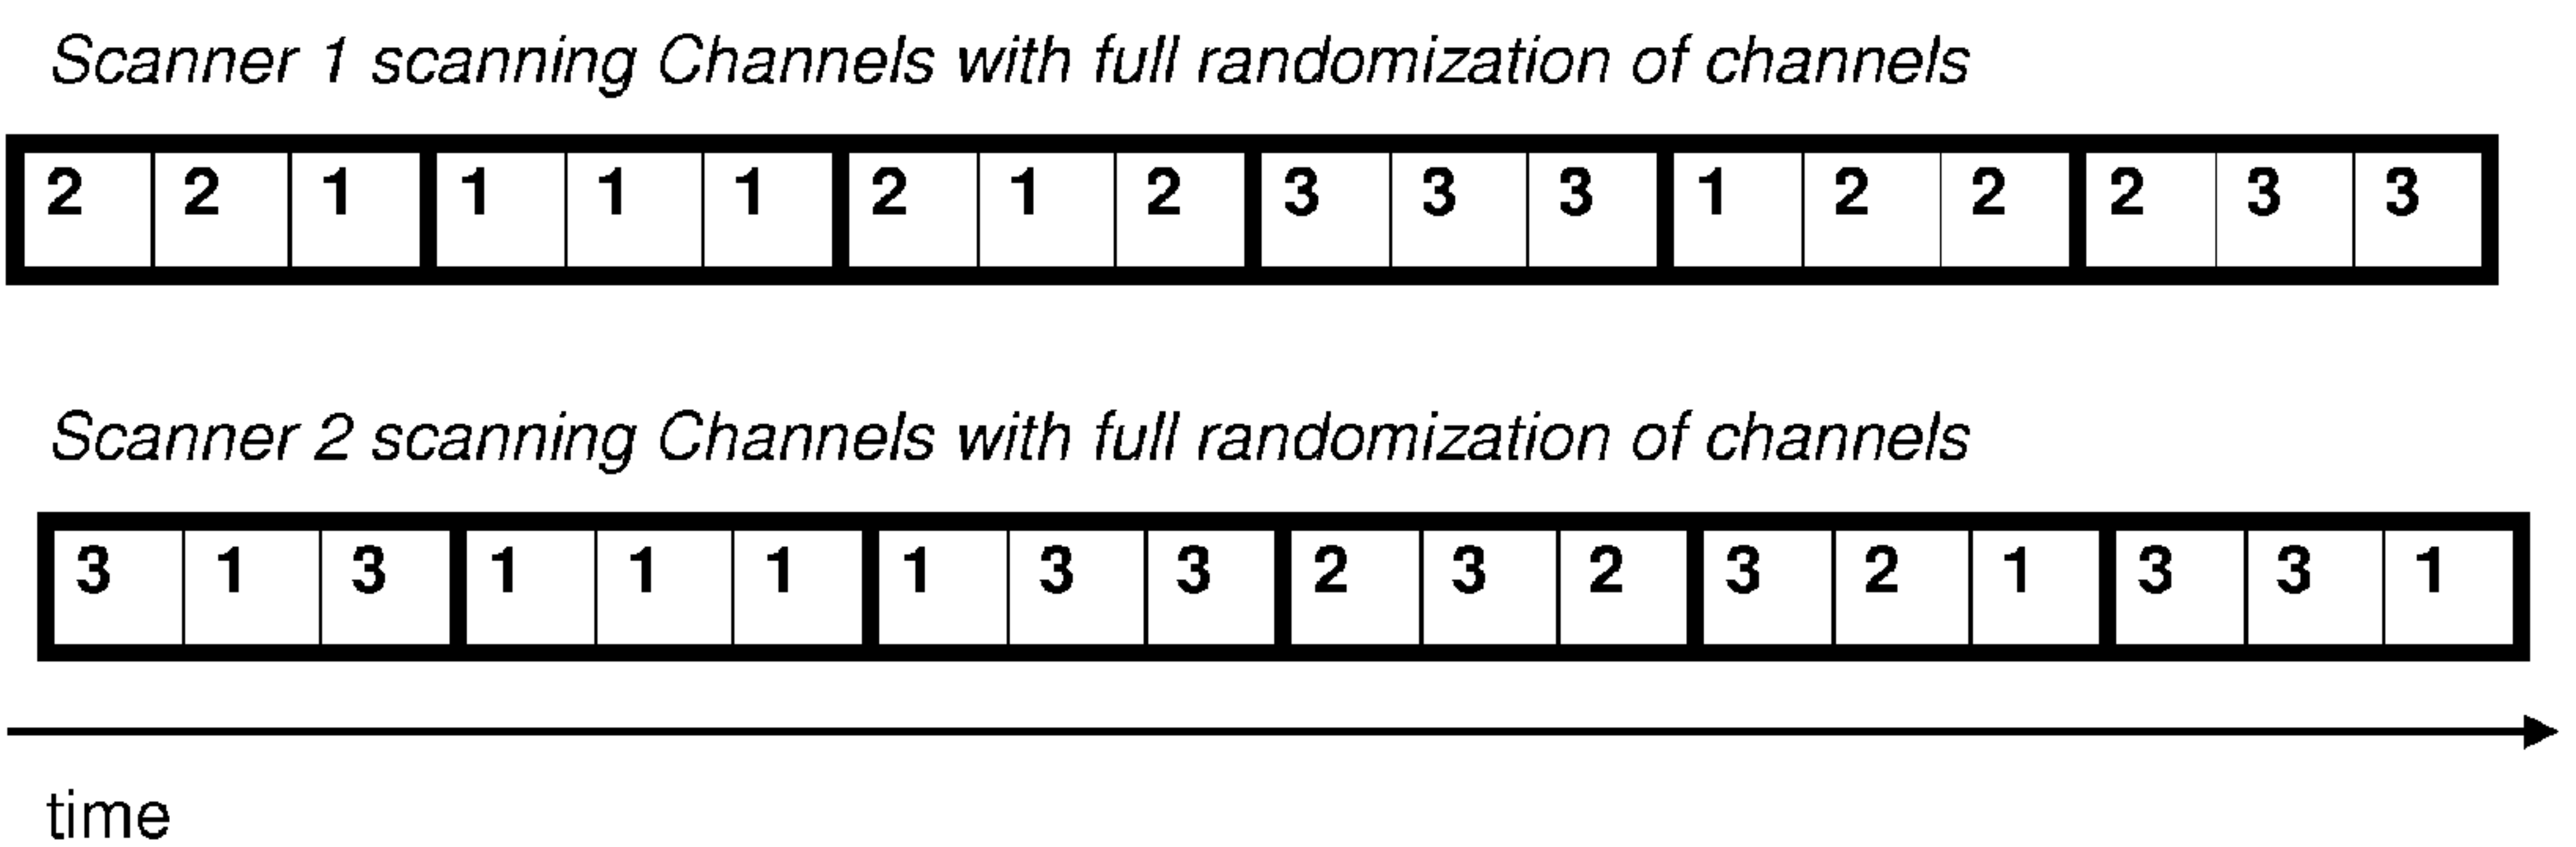 Scanner 1 scanning Channels with full randomization of channels
2 2 1 1 1 1 2 1 2 3 3 3 1 2 2 2 3 3
Scanner 2 scanning Channels with full randomization of channels
3 1 3 1 1 1 1 3 3 2 3 2 3 2 1 3 3 1
time